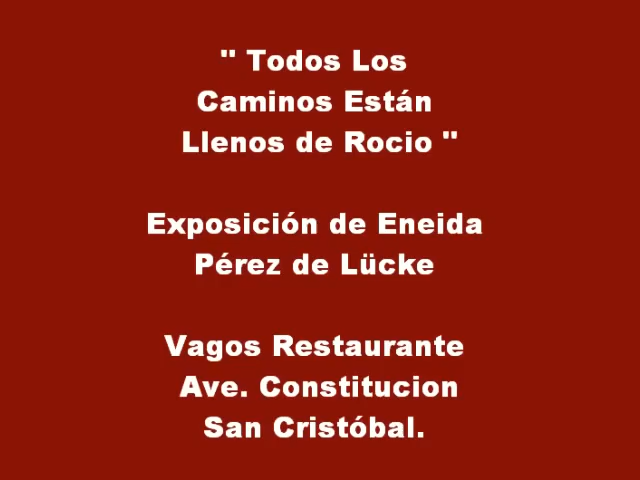 " Todos Los
Caminos Están
Llenos de Rocio "
Exposición de Eneida
Pérez de Lücke
Vagos Restaurante
Ave. Constitucion
San Cristóbal.